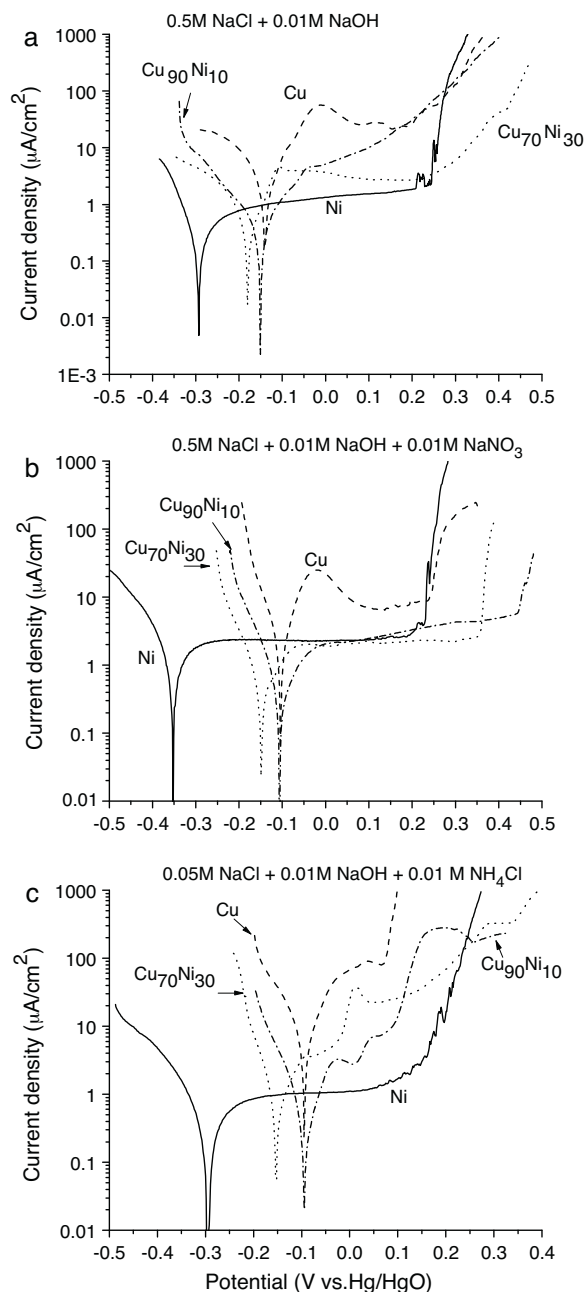 a
0.5M NaCl + 0.01M NaOH
1000
100
10
1
0.1
0.01
1E-3
Current density (μA/cm²)
Cu₉₀Ni₁₀
Cu
Cu₇₀Ni₃₀
Ni
-0.5 -0.4 -0.3 -0.2 -0.1 0.0 0.1 0.2 0.3 0.4 0.5
b
0.5M NaCl + 0.01M NaOH + 0.01M NaNO₃
1000
100
10
1
0.1
0.01
Current density (μA/cm²)
Cu₉₀Ni₁₀
Cu₇₀Ni₃₀
Cu
Ni
-0.5 -0.4 -0.3 -0.2 -0.1 0.0 0.1 0.2 0.3 0.4 0.5
c
0.05M NaCl + 0.01M NaOH + 0.01 M NH₄Cl
1000
100
10
1
0.1
0.01
Current density (μA/cm²)
Cu
Cu₇₀Ni₃₀
Cu₉₀Ni₁₀
Ni
-0.5 -0.4 -0.3 -0.2 -0.1 0.0 0.1 0.2 0.3 0.4
Potential (V vs.Hg/HgO)